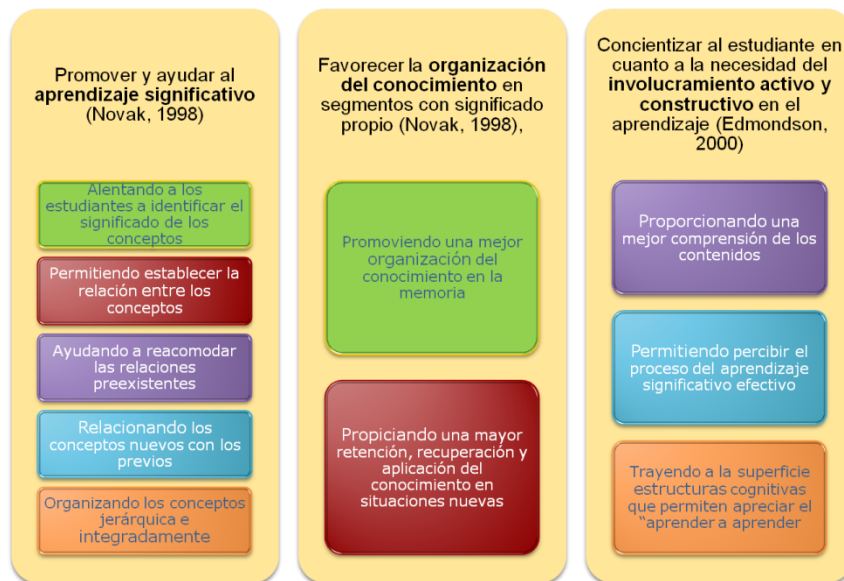 Promover y ayudar al
aprendizaje significativo
(Novak, 1998)
Alentando a los
estudiantes a identificar el
significado de los
conceptos
Permitiendo establecer la
relación entre los
conceptos
Ayudando a reacomodar
las relaciones
preexistentes
Relacionando los
conceptos nuevos con los
previos
Organizando los conceptos
jerárquica e
integradamente
Favorecer la organización
del conocimiento en
segmentos con significado
propio (Novak, 1998),
Promoviendo una mejor
organización del
conocimiento en la
memoria
Propiciando una mayor
retención, recuperación y
aplicación del
conocimiento en
situaciones nuevas
Concientizar al estudiante en
cuanto a la necesidad del
involucramiento activo y
constructivo en el
aprendizaje (Edmondson,
2000)
Proporcionando una
mejor comprensión de los
contenidos
Permitiendo percibir el
proceso del aprendizaje
significativo efectivo
Trayendo a la superficie
estructuras cognitivas
que permiten apreciar el
“aprender a aprender